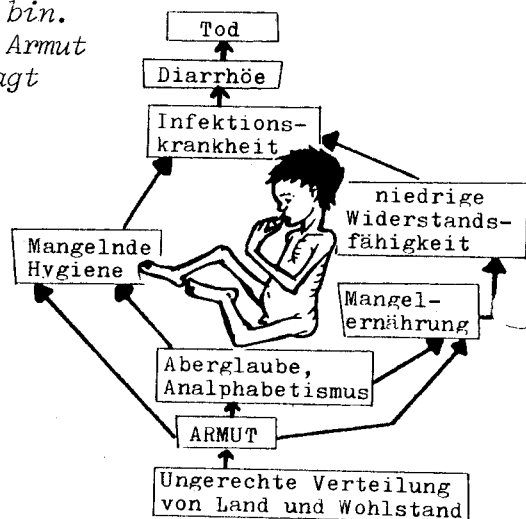 bin.
Armut
agt
Tod
Diarrhöe
Infektions-
krankheit
niedrige
Widerstands-
fähigkeit
Mangelnde
Hygiene
Mangel-
ernährung
Aberglaube,
Analphabetismus
ARMUT
Ungerechte Verteilung
von Land und Wohlstand